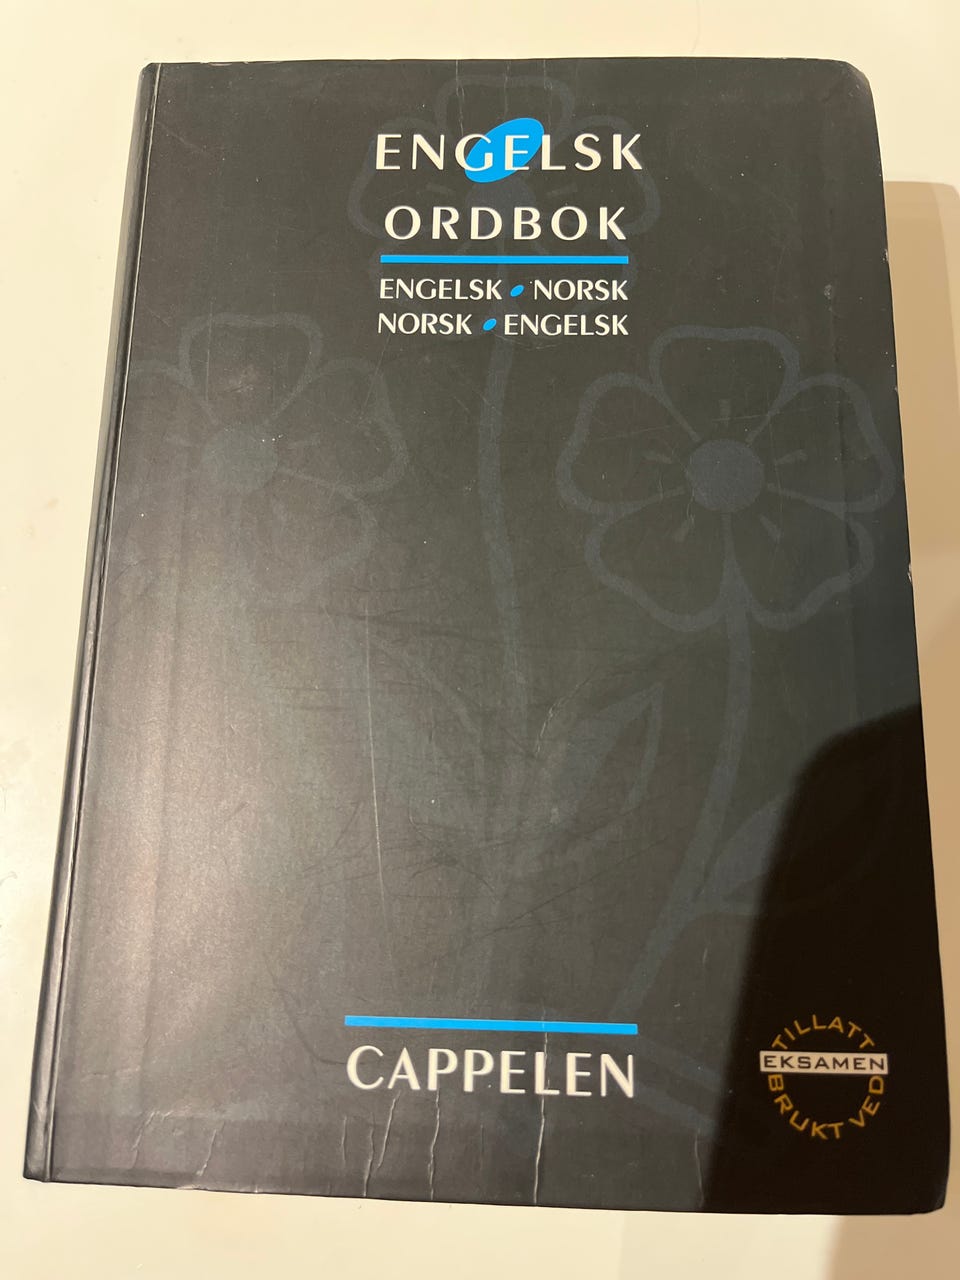 ENGELSK
ORDBOK
ENGELSK • NORSK
NORSK • ENGELSK
CAPPELEN
TILLATT
BRUKT VED
EKSAMEN